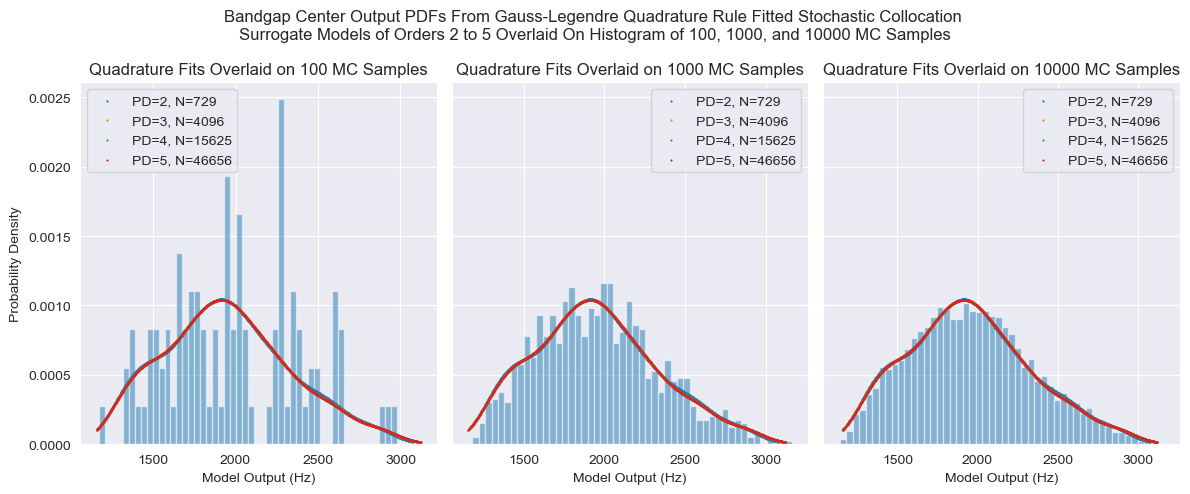 Bandgap Center Output PDFs From Gauss-Legendre Quadrature Rule Fitted Stochastic Collocation
Surrogate Models of Orders 2 to 5 Overlaid On Histogram of 100, 1000, and 10000 MC Samples
Quadrature Fits Overlaid on 100 MC Samples
Quadrature Fits Overlaid on 1000 MC Samples
Quadrature Fits Overlaid on 10000 MC Samples
PD=2, N=729
PD=3, N=4096
PD=4, N=15625
PD=5, N=46656
PD=2, N=729
PD=3, N=4096
PD=4, N=15625
PD=5, N=46656
PD=2, N=729
PD=3, N=4096
PD=4, N=15625
PD=5, N=46656
Probability Density
0.0025
0.0020
0.0015
0.0010
0.0005
0.0000
1500 2000 2500 3000
1500 2000 2500 3000
1500 2000 2500 3000
Model Output (Hz)
Model Output (Hz)
Model Output (Hz)